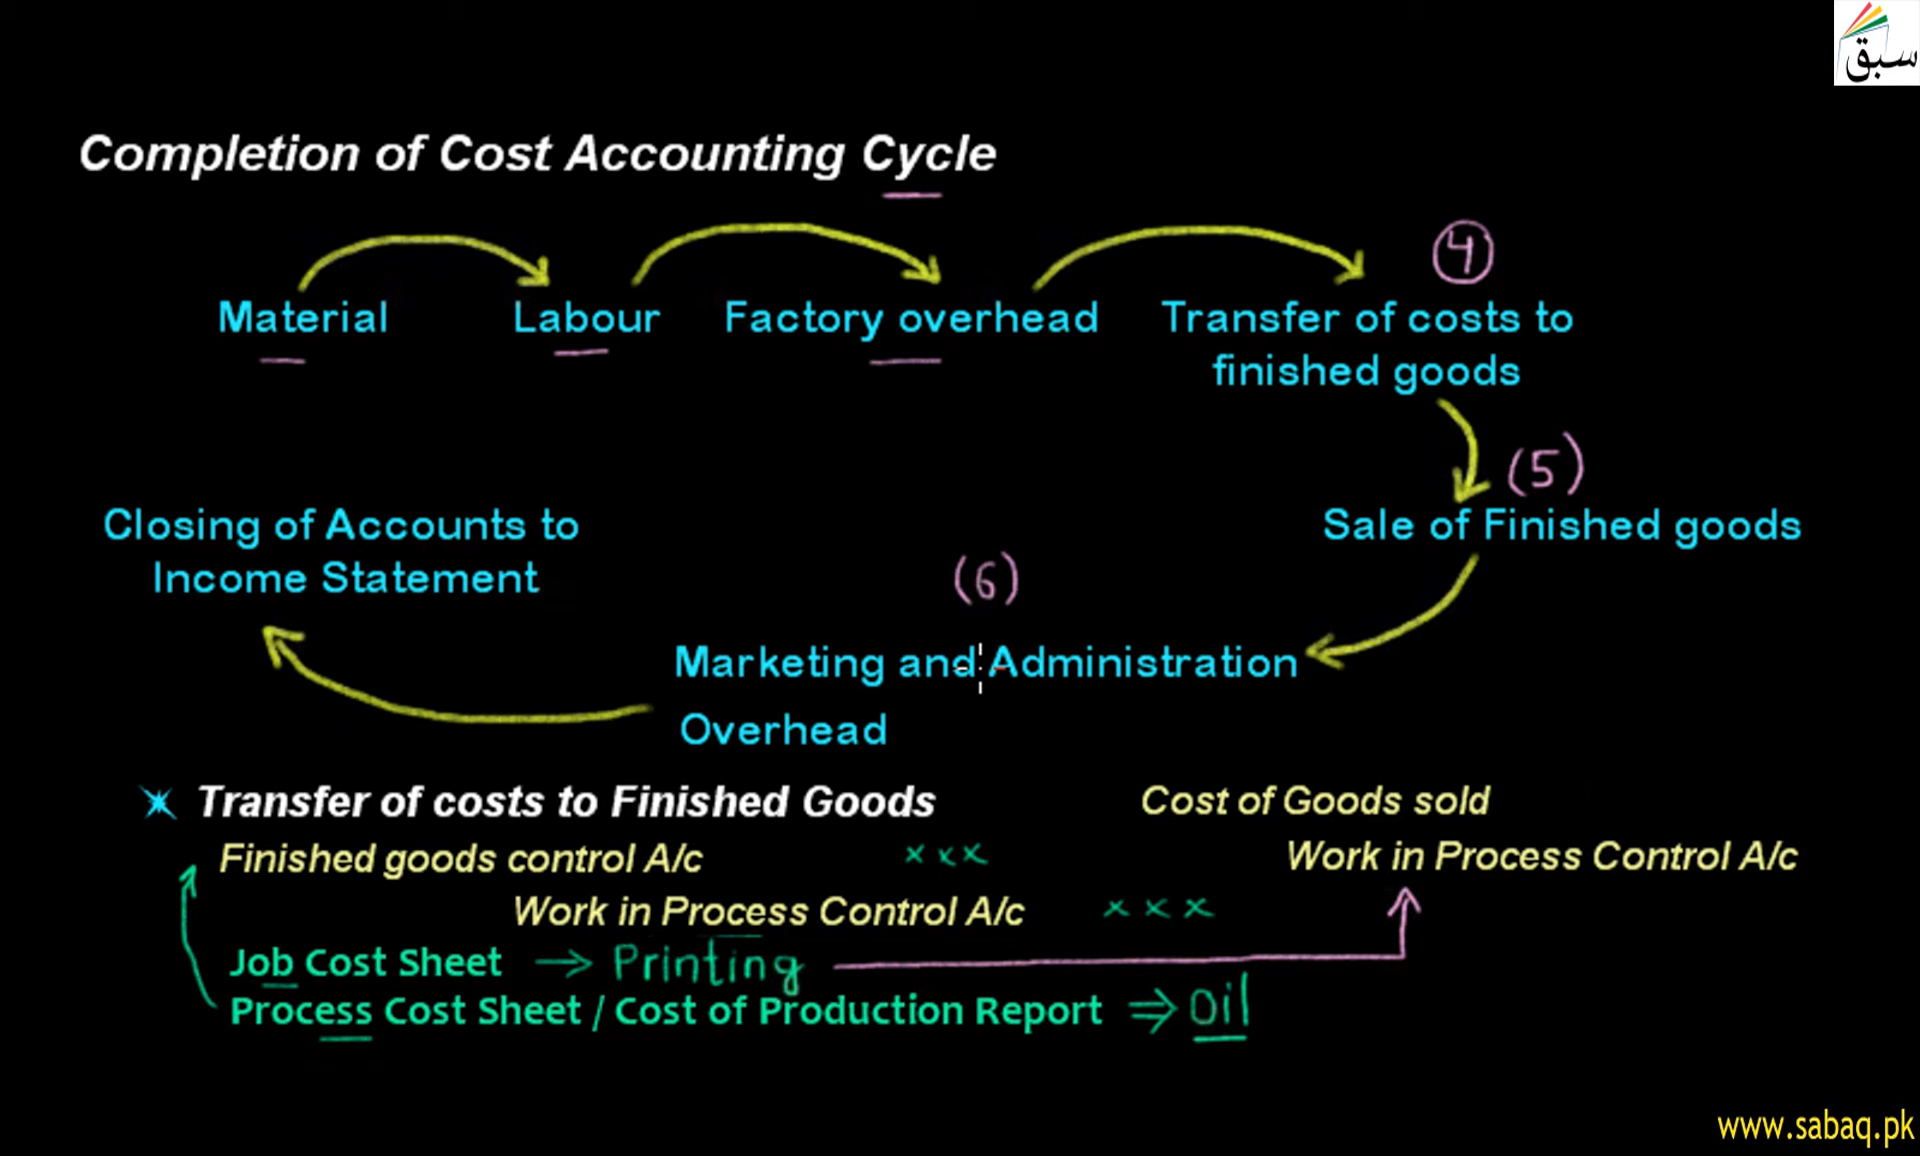 سبق
Completion of Cost Accounting Cycle
4
Material Labour Factory overhead Transfer of costs to
finished goods
(5)
Sale of Finished goods
(6)
Marketing and Administration
Overhead
Closing of Accounts to
Income Statement
Transfer of costs to Finished Goods
Finished goods control A/c xxx
Work in Process Control A/c xxx
Cost of Goods sold
Work in Process Control A/c
Job Cost Sheet → Printing
Process Cost Sheet / Cost of Production Report ⇒ Oil
www.sabaq.pk